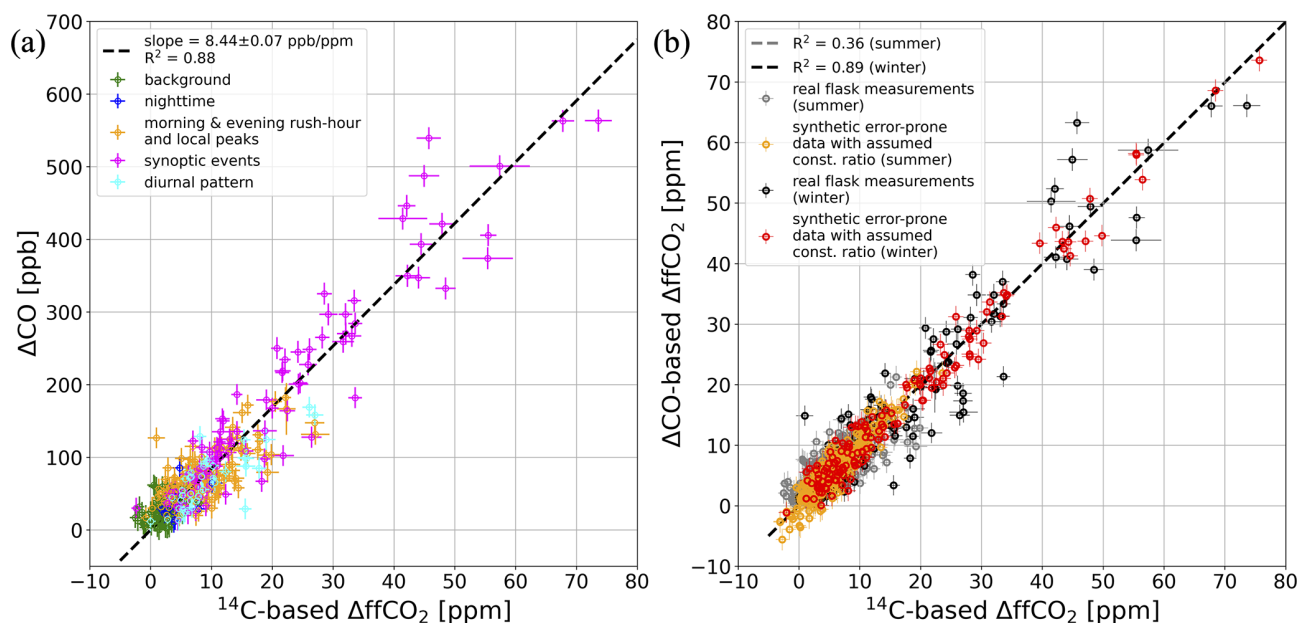 (a)
700
600
500
400
300
200
100
0
ΔCO [ppb]
slope = 8.44±0.07 ppb/ppm
R² = 0.88
background
nighttime
morning & evening rush-hour
and local peaks
synoptic events
diurnal pattern
−10 0 10 20 30 40 50 60 70 80
¹⁴C-based ΔffCO₂ [ppm]
(b)
80
70
60
50
40
30
20
10
0
−10
ΔCO-based ΔffCO₂ [ppm]
R² = 0.36 (summer)
R² = 0.89 (winter)
real flask measurements
(summer)
synthetic error-prone
data with assumed
const. ratio (summer)
real flask measurements
(winter)
synthetic error-prone
data with assumed
const. ratio (winter)
−10 0 10 20 30 40 50 60 70 80
¹⁴C-based ΔffCO₂ [ppm]